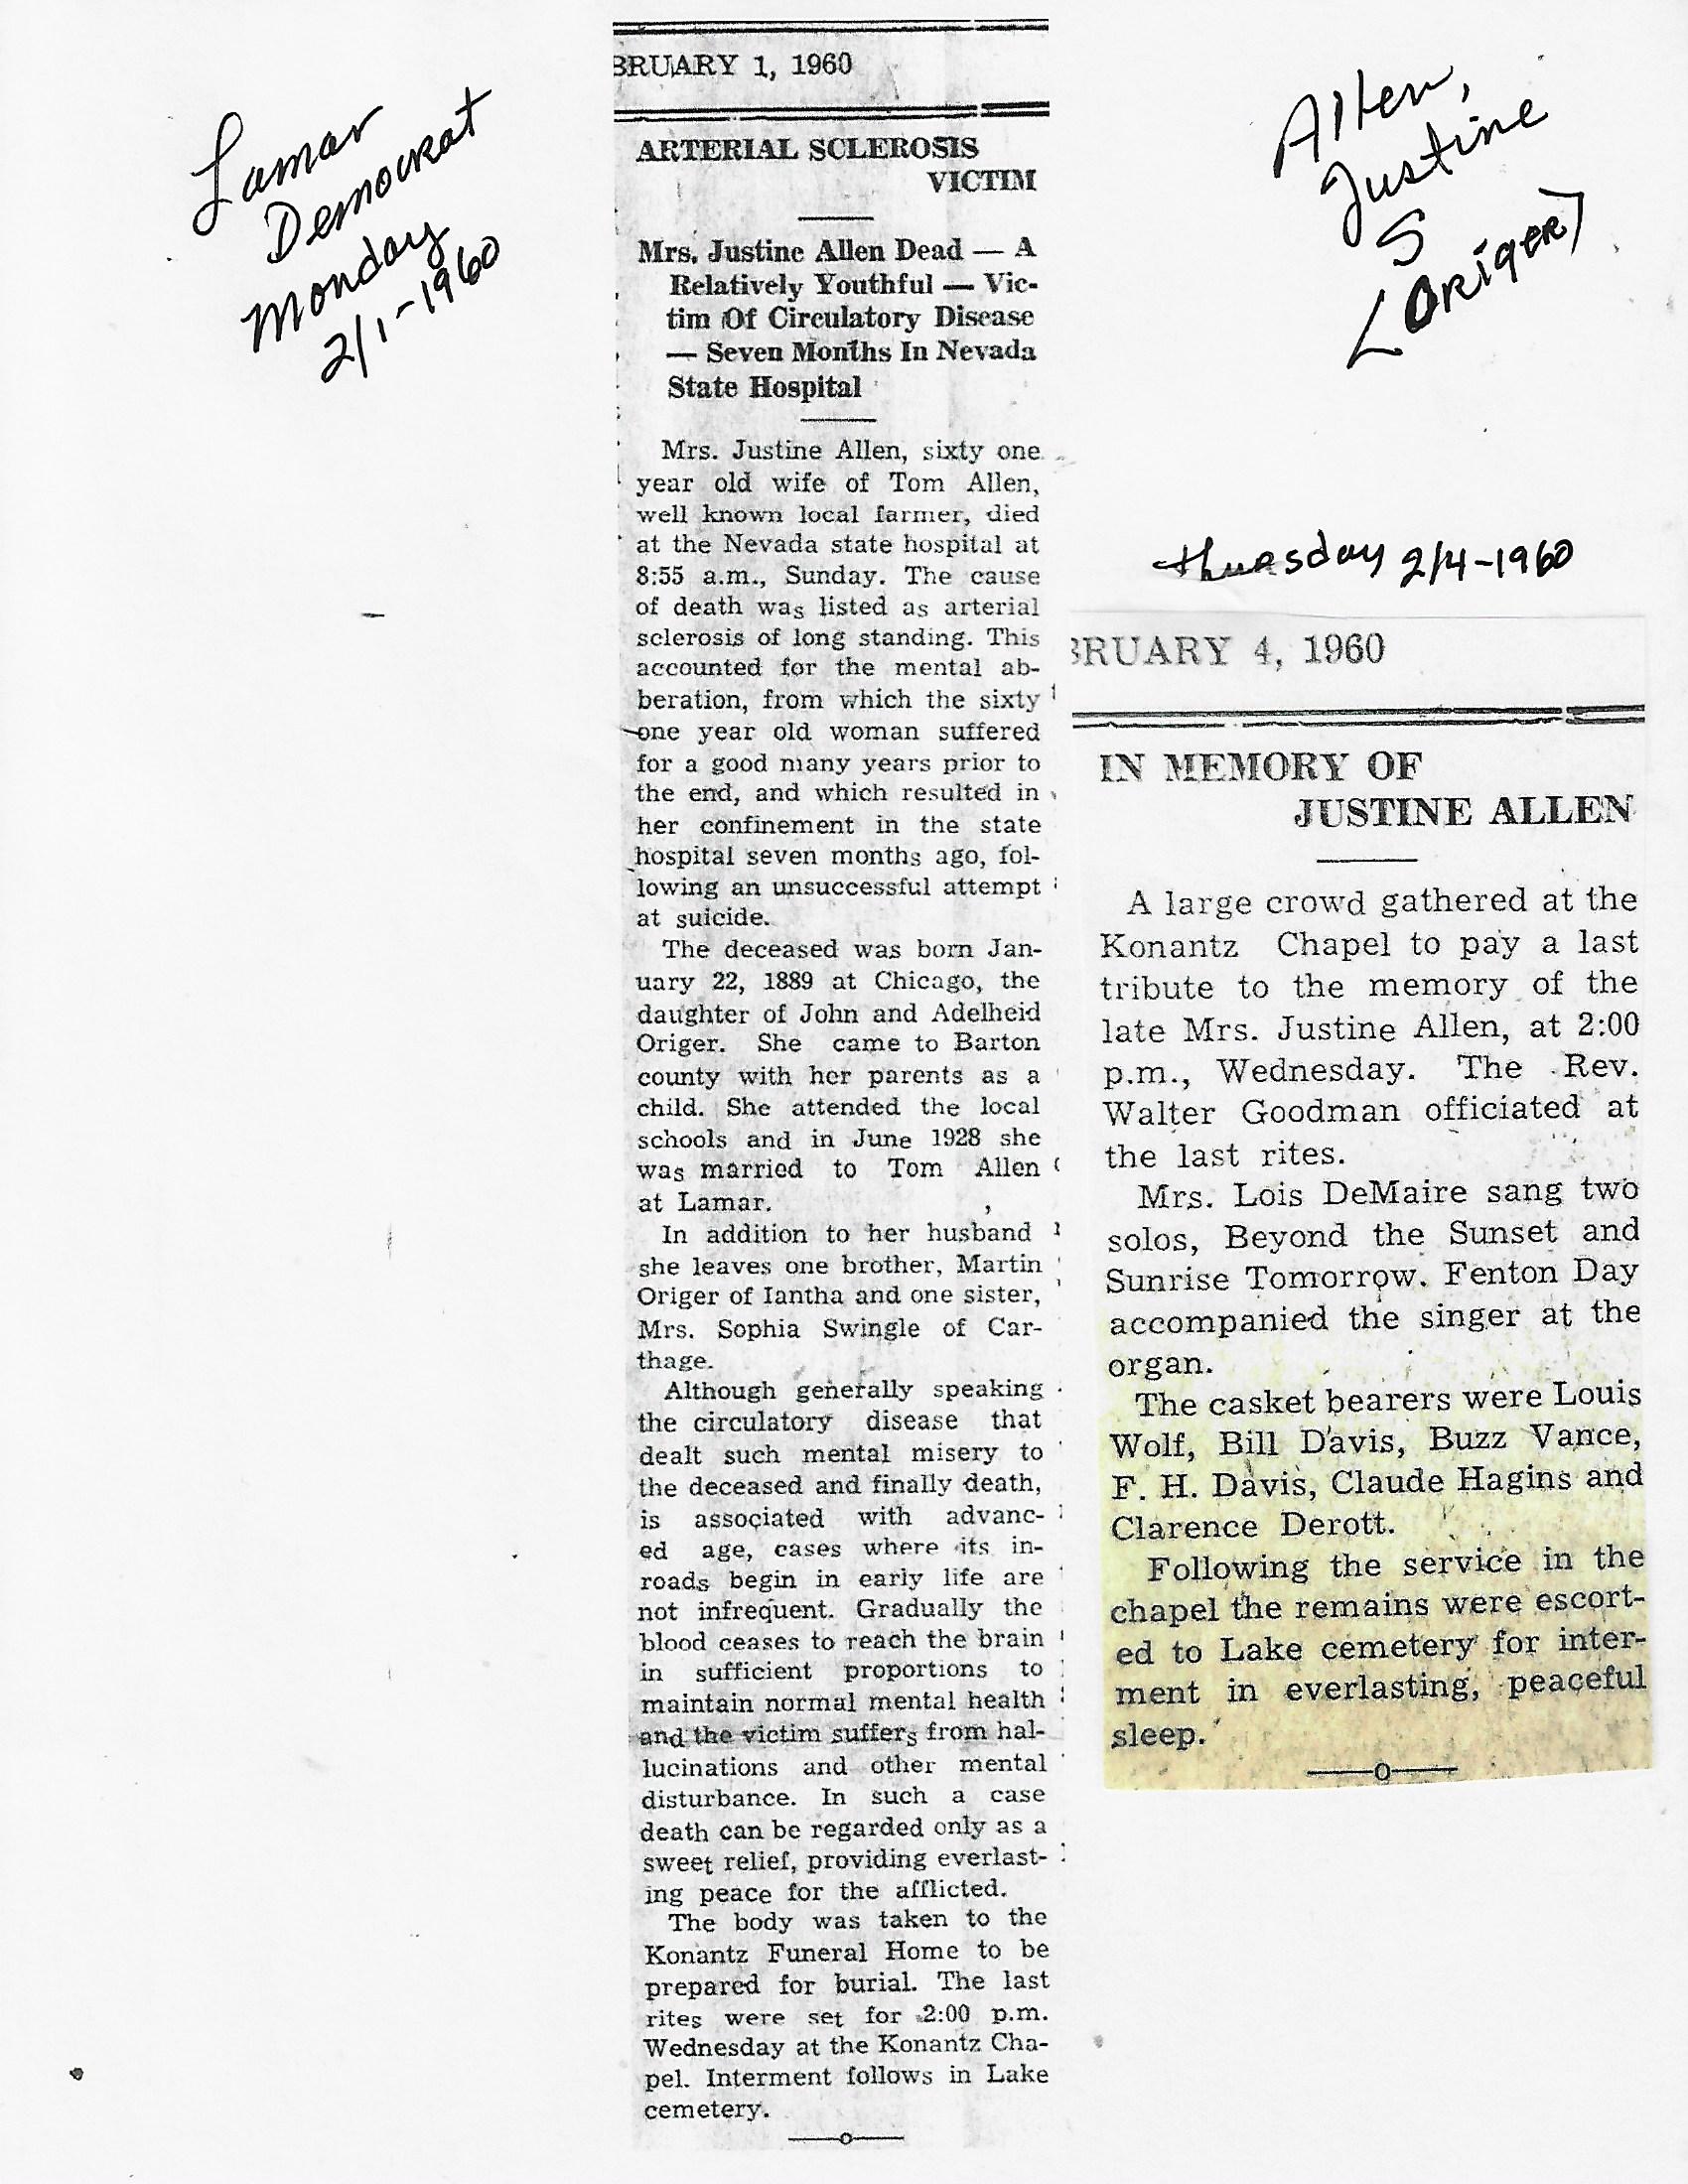 Lamar
Democrat
Monday
2/1-1960
BRUARY 1, 1960
ARTERIAL SCLEROSIS
VICTIM
Mrs. Justine Allen Dead — A
Relatively Youthful — Vic-
tim Of Circulatory Disease
— Seven Months In Nevada
State Hospital
Mrs. Justine Allen, sixty one
year old wife of Tom Allen,
well known local farmer, died
at the Nevada state hospital at
8:55 a.m., Sunday. The cause
of death was listed as arterial
sclerosis of long standing. This
accounted for the mental ab-
beration, from which the sixty
one year old woman suffered
for a good many years prior to
the end, and which resulted in
her confinement in the state
hospital seven months ago, fol-
lowing an unsuccessful attempt
at suicide.
The deceased was born Jan-
uary 22, 1889 at Chicago, the
daughter of John and Adelheid
Origer. She came to Barton
county with her parents as a
child. She attended the local
schools and in June 1928 she
was married to Tom Allen
at Lamar.
In addition to her husband
she leaves one brother, Martin
Origer of Iantha and one sister,
Mrs. Sophia Swingle of Car-
thage.
Although generally speaking
the circulatory disease that
dealt such mental misery to
the deceased and finally death,
is associated with advanc-
ed age, cases where its in-
roads begin in early life are
not infrequent. Gradually the
blood ceases to reach the brain
in sufficient proportions to
maintain normal mental health
and the victim suffers from hal-
lucinations and other mental
disturbance. In such a case
death can be regarded only as a
sweet relief, providing everlast-
ing peace for the afflicted.
The body was taken to the
Konantz Funeral Home to be
prepared for burial. The last
rites were set for 2:00 p.m.
Wednesday at the Konantz Cha-
pel. Interment follows in Lake
cemetery.
Allen,
Justine
S
(Origer)
Thursday 2/4-1960
BRUARY 4, 1960
IN MEMORY OF
JUSTINE ALLEN
A large crowd gathered at the
Konantz Chapel to pay a last
tribute to the memory of the
late Mrs. Justine Allen, at 2:00
p.m., Wednesday. The Rev.
Walter Goodman officiated at
the last rites.
Mrs. Lois DeMaire sang two
solos, Beyond the Sunset and
Sunrise Tomorrow. Fenton Day
accompanied the singer at the
organ.
The casket bearers were Louis
Wolf, Bill Davis, Buzz Vance,
F. H. Davis, Claude Hagins and
Clarence Derott.
Following the service in the
chapel the remains were escort-
ed to Lake cemetery for inter-
ment in everlasting, peaceful
sleep.